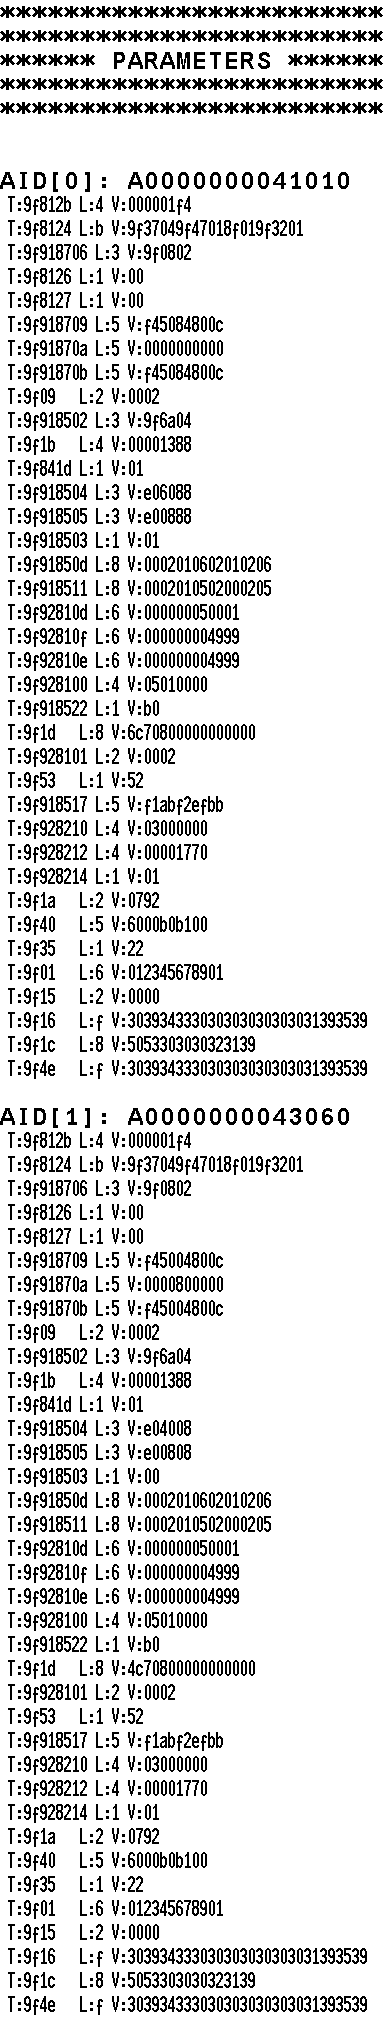 ************************
************************
****** PARAMETERS ******
************************
************************
AID[0]: A0000000041010
T:9f812b L:4 V:000001f4
T:9f8124 L:b V:9f37049f47018f019f3201
T:9f918706 L:3 V:9f0802
T:9f8126 L:1 V:00
T:9f8127 L:1 V:00
T:9f918709 L:5 V:f45084800c
T:9f91870a L:5 V:0000000000
T:9f91870b L:5 V:f45084800c
T:9f09 L:2 V:0002
T:9f918502 L:3 V:9f6a04
T:9f1b L:4 V:00001388
T:9f841d L:1 V:01
T:9f918504 L:3 V:e06088
T:9f918505 L:3 V:e00888
T:9f918503 L:1 V:01
T:9f91850d L:8 V:0002010602010206
T:9f918511 L:8 V:0002010502000205
T:9f92810d L:6 V:000000050001
T:9f92810f L:6 V:000000004999
T:9f92810e L:6 V:000000004999
T:9f928100 L:4 V:05010000
T:9f918522 L:1 V:b0
T:9f1d L:8 V:6c70800000000000
T:9f928101 L:2 V:0002
T:9f53 L:1 V:52
T:9f918517 L:5 V:f1abf2efbb
T:9f928210 L:4 V:03000000
T:9f928212 L:4 V:00001770
T:9f928214 L:1 V:01
T:9f1a L:2 V:0792
T:9f40 L:5 V:6000b0b100
T:9f35 L:1 V:22
T:9f01 L:6 V:012345678901
T:9f15 L:2 V:0000
T:9f16 L:f V:303934333030303030303031393539
T:9f1c L:8 V:5053303030323139
T:9f4e L:f V:303934333030303030303031393539
AID[1]: A0000000043060
T:9f812b L:4 V:000001f4
T:9f8124 L:b V:9f37049f47018f019f3201
T:9f918706 L:3 V:9f0802
T:9f8126 L:1 V:00
T:9f8127 L:1 V:00
T:9f918709 L:5 V:f45004800c
T:9f91870a L:5 V:0000800000
T:9f91870b L:5 V:f45004800c
T:9f09 L:2 V:0002
T:9f918502 L:3 V:9f6a04
T:9f1b L:4 V:00001388
T:9f841d L:1 V:01
T:9f918504 L:3 V:e04008
T:9f918505 L:3 V:e00808
T:9f918503 L:1 V:00
T:9f91850d L:8 V:0002010602010206
T:9f918511 L:8 V:0002010502000205
T:9f92810d L:6 V:000000050001
T:9f92810f L:6 V:000000004999
T:9f92810e L:6 V:000000004999
T:9f928100 L:4 V:05010000
T:9f918522 L:1 V:b0
T:9f1d L:8 V:4c70800000000000
T:9f928101 L:2 V:0002
T:9f53 L:1 V:52
T:9f918517 L:5 V:f1abf2efbb
T:9f928210 L:4 V:03000000
T:9f928212 L:4 V:00001770
T:9f928214 L:1 V:01
T:9f1a L:2 V:0792
T:9f40 L:5 V:6000b0b100
T:9f35 L:1 V:22
T:9f01 L:6 V:012345678901
T:9f15 L:2 V:0000
T:9f16 L:f V:303934333030303030303031393539
T:9f1c L:8 V:5053303030323139
T:9f4e L:f V:303934333030303030303031393539